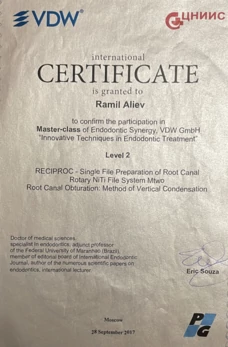 VDW
ЦНИИС
international
CERTIFICATE
is granted to
Ramil Aliev
to confirm the participation in
Master-class of Endodontic Synergy, VDW GmbH
"Innovative Techniques in Endodontic Treatment"
Level 2
RECIPROC - Single File Preparation of Root Canal
Rotary NiTi File System Mtwo
Root Canal Obturation: Method of Vertical Condensation
Doctor of medical sciences,
specialist in endodontics, adjunct professor
of the Federal University of Maranhao (Brazil),
member of editorial board of International Endodontic
Journal, author of the numerous scientific papers on
endodontics, international lecturer
Eric Souza
Moscow
28 September 2017
PG